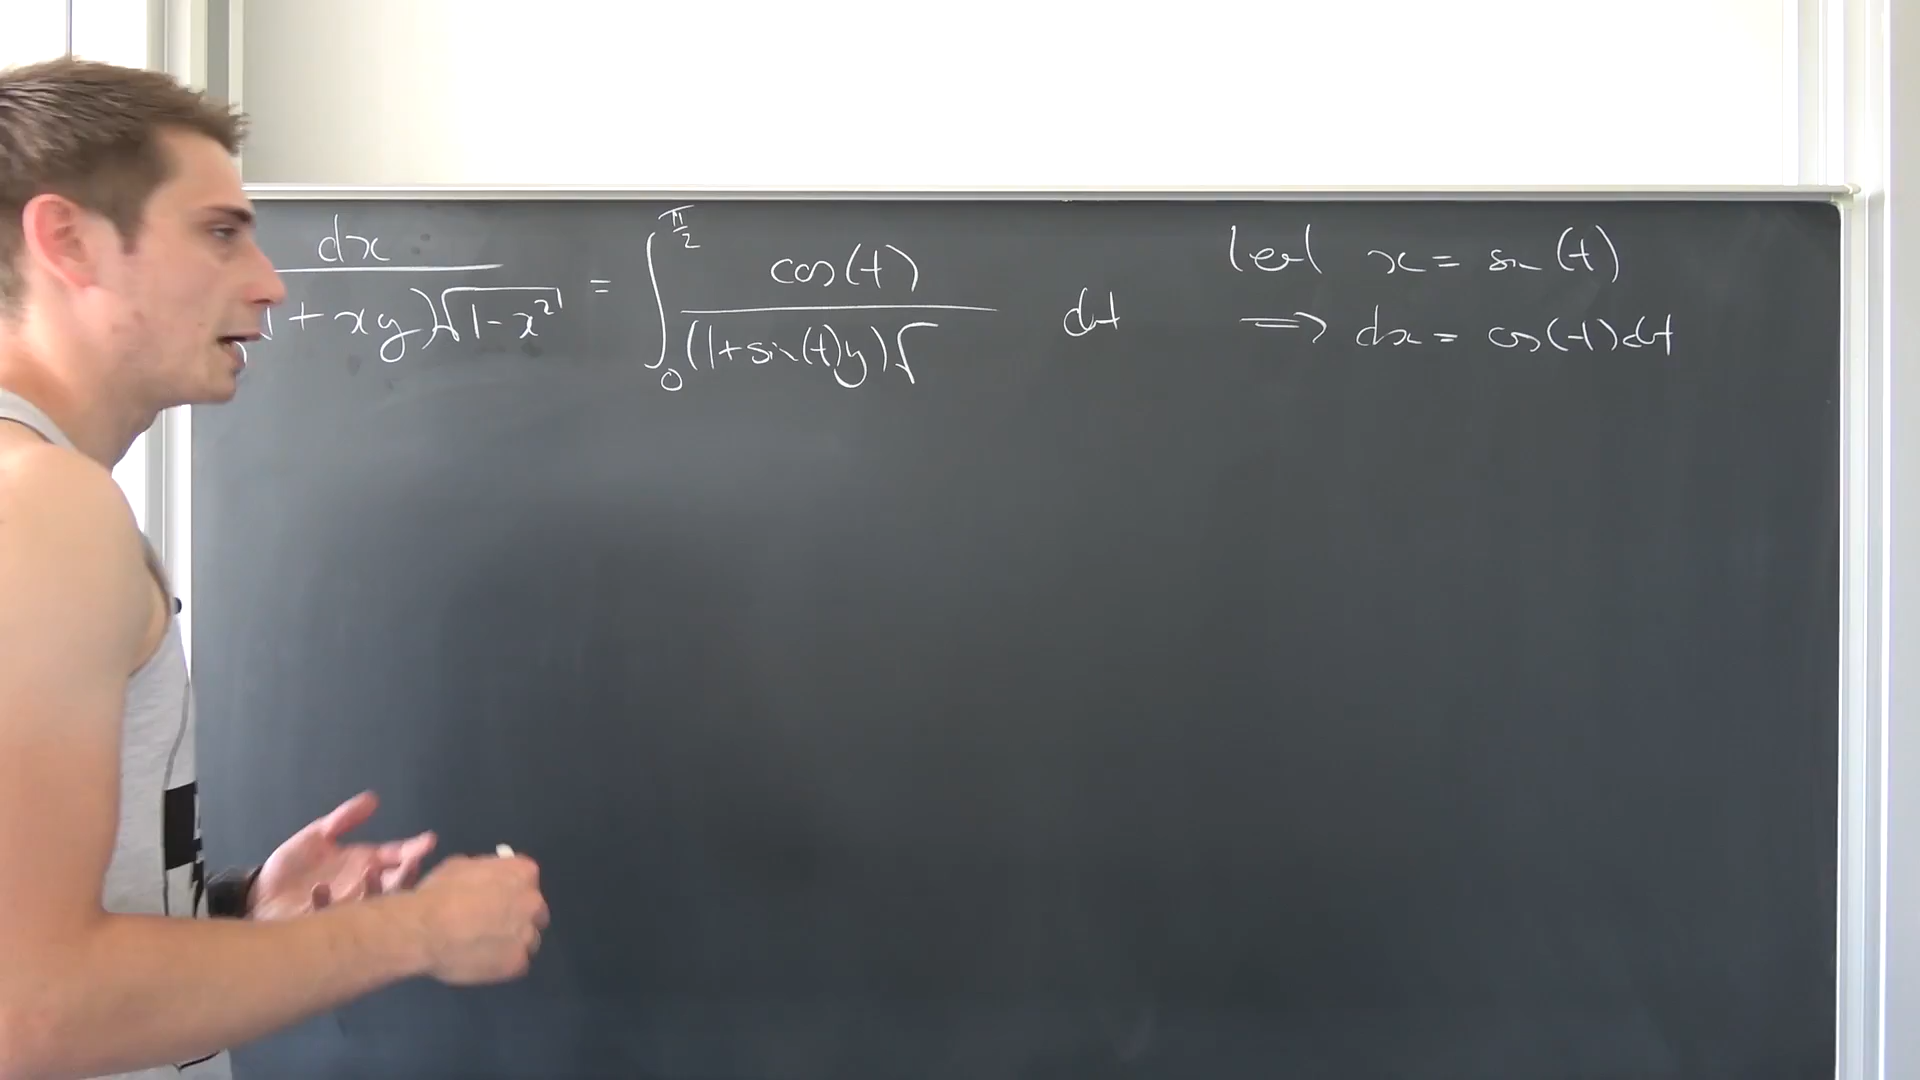 dx / (1+xy)√(1-x²) = ∫₀^(π/2) cos(t) / (1+sin(t)y)√ dt
let x = sin(t)
⟹ dx = cos(t)dt